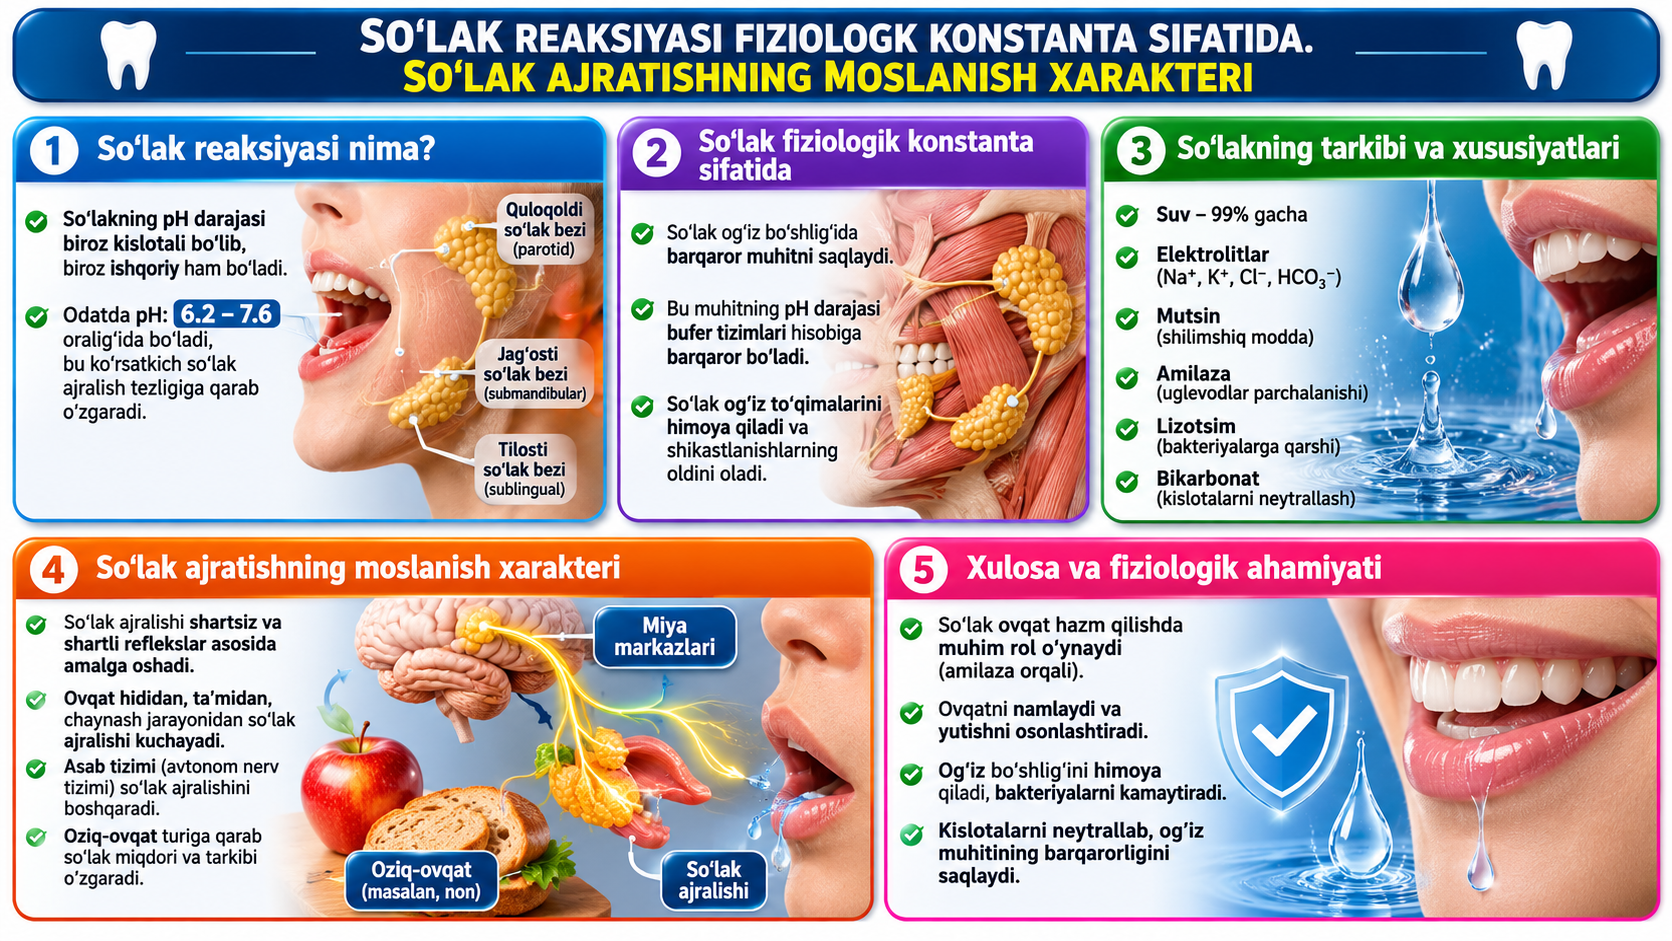 SO‘LAK REAKSIYASI FIZIOLOGK KONSTANTA SIFATIDA.
SO‘LAK AJRATISHNING MOSLANISH XARAKTERI
1 So‘lak reaksiyasi nima?
So‘lakning pH darajasi
biroz kislotali bo‘lib,
biroz ishqoriy ham bo‘ladi.
Odatda pH: 6.2 – 7.6
oralig‘ida bo‘ladi,
bu ko‘rsatkich so‘lak
ajralish tezligiga qarab
o‘zgaradi.
Quloqoldi
so‘lak bezi
(parotid)
Jag‘osti
so‘lak bezi
(submandibular)
Tilosti
so‘lak bezi
(sublingual)
2 So‘lak fiziologik konstanta
sifatida
So‘lak og‘iz bo‘shlig‘ida
barqaror muhitni saqlaydi.
Bu muhitning pH darajasi
bufer tizimlari hisobiga
barqaror bo‘ladi.
So‘lak og‘iz to‘qimalarini
himoya qiladi va
shikastlanishlarning
oldini oladi.
3 So‘lakning tarkibi va xususiyatlari
Suv – 99% gacha
Elektrolitlar
(Na⁺, K⁺, Cl⁻, HCO₃⁻)
Mutsin
(shilimshiq modda)
Amilaza
(uglevodlar parchalanishi)
Lizotsim
(bakteriyalarga qarshi)
Bikarbonat
(kislotalarni neytrallash)
4 So‘lak ajratishning moslanish xarakteri
So‘lak ajralishi shartsiz va
shartli reflekslar asosida
amalga oshadi.
Ovqat hididan, ta’midan,
chaynash jarayonidan so‘lak
ajralishi kuchayadi.
Asab tizimi (avtonom nerv
tizimi) so‘lak ajralishini
boshqaradi.
Oziq-ovqat turiga qarab
so‘lak miqdori va tarkibi
o‘zgaradi.
Miya
markazlari
Oziq-ovqat
(masalan, non)
So‘lak
ajralishi
5 Xulosa va fiziologik ahamiyati
So‘lak ovqat hazm qilishda
muhim rol o‘ynaydi
(amilaza orqali).
Ovqatni namlaydi va
yutishni osonlashtiradi.
Og‘iz bo‘shlig‘ini himoya
qiladi, bakteriyalarni kamaytiradi.
Kislotalarni neytrallab, og‘iz
muhitining barqarorligini
saqlaydi.